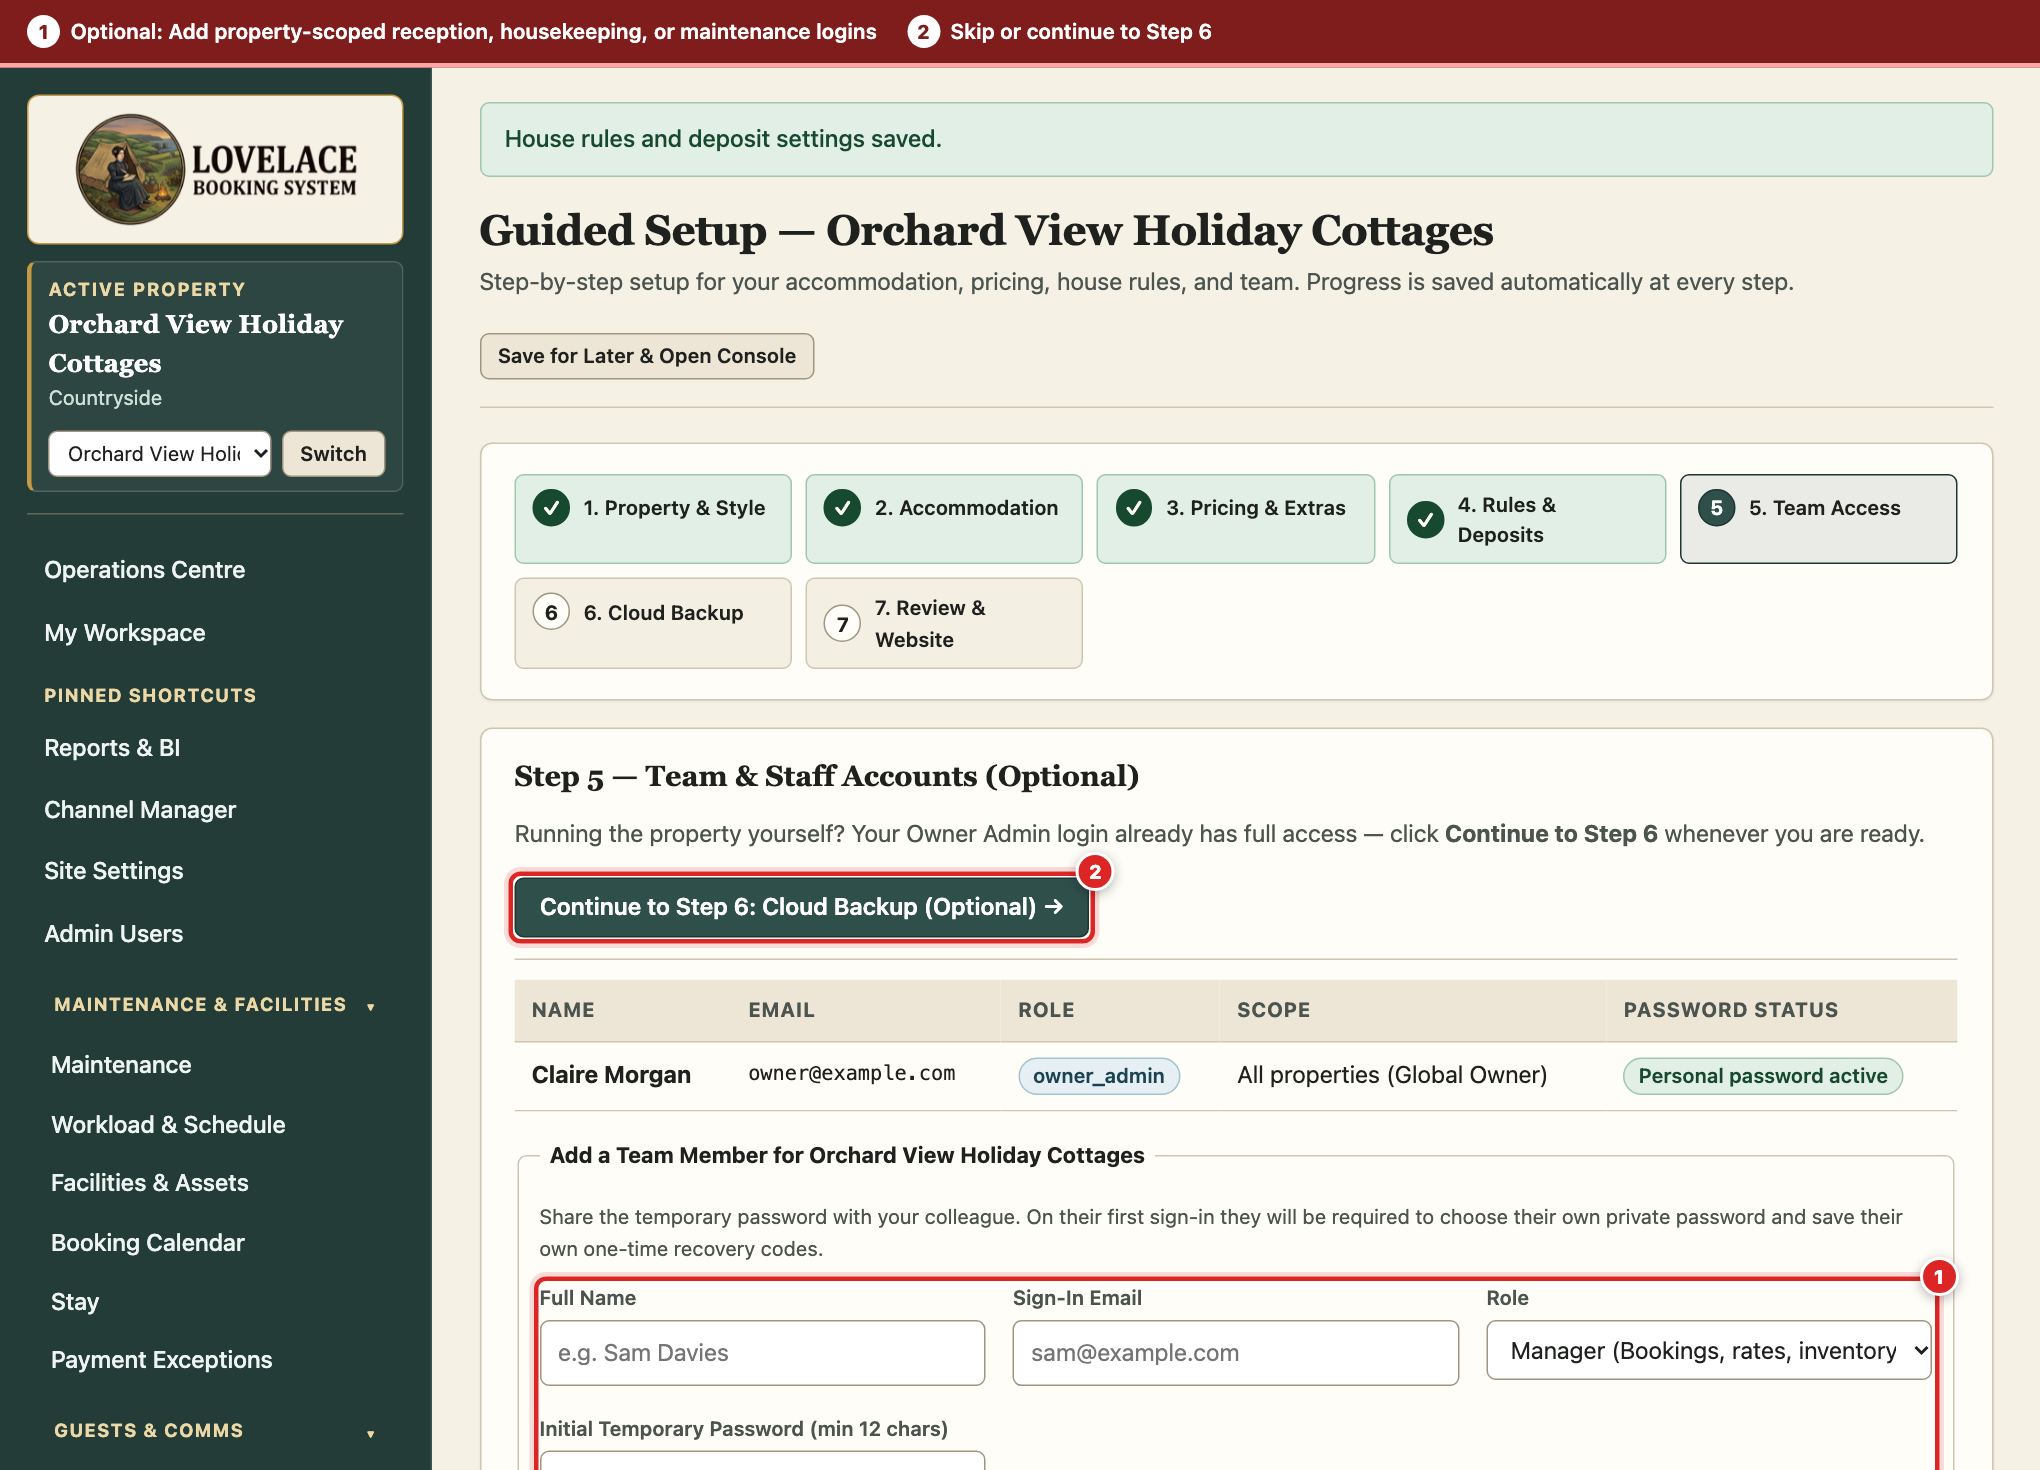 1 Optional: Add property-scoped reception, housekeeping, or maintenance logins 2 Skip or continue to Step 6
LOVELACE
BOOKING SYSTEM
ACTIVE PROPERTY
Orchard View Holiday
Cottages
Countryside
Orchard View Holi Switch
Operations Centre
My Workspace
PINNED SHORTCUTS
Reports & BI
Channel Manager
Site Settings
Admin Users
MAINTENANCE & FACILITIES ▼
Maintenance
Workload & Schedule
Facilities & Assets
Booking Calendar
Stay
Payment Exceptions
GUESTS & COMMS ▼
House rules and deposit settings saved.
Guided Setup — Orchard View Holiday Cottages
Step-by-step setup for your accommodation, pricing, house rules, and team. Progress is saved automatically at every step.
Save for Later & Open Console
✓ 1. Property & Style
✓ 2. Accommodation
✓ 3. Pricing & Extras
✓ 4. Rules &
Deposits
5 5. Team Access
6 6. Cloud Backup
7 7. Review &
Website
Step 5 — Team & Staff Accounts (Optional)
Running the property yourself? Your Owner Admin login already has full access — click Continue to Step 6 whenever you are ready.
2
Continue to Step 6: Cloud Backup (Optional) →
NAME EMAIL ROLE SCOPE PASSWORD STATUS
Claire Morgan owner@example.com owner_admin All properties (Global Owner) Personal password active
Add a Team Member for Orchard View Holiday Cottages
Share the temporary password with your colleague. On their first sign-in they will be required to choose their own private password and save their
own one-time recovery codes.
1
Full Name Sign-In Email Role
e.g. Sam Davies sam@example.com Manager (Bookings, rates, inventory
Initial Temporary Password (min 12 chars)